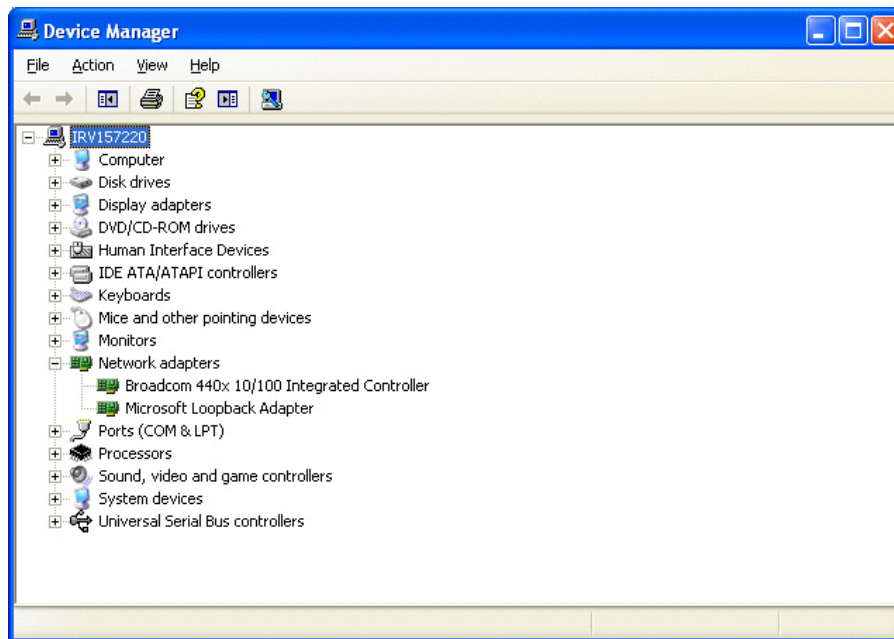 Device Manager
File Action View Help
IRV157220
Computer
Disk drives
Display adapters
DVD/CD-ROM drives
Human Interface Devices
IDE ATA/ATAPI controllers
Keyboards
Mice and other pointing devices
Monitors
Network adapters
Broadcom 440x 10/100 Integrated Controller
Microsoft Loopback Adapter
Ports (COM & LPT)
Processors
Sound, video and game controllers
System devices
Universal Serial Bus controllers